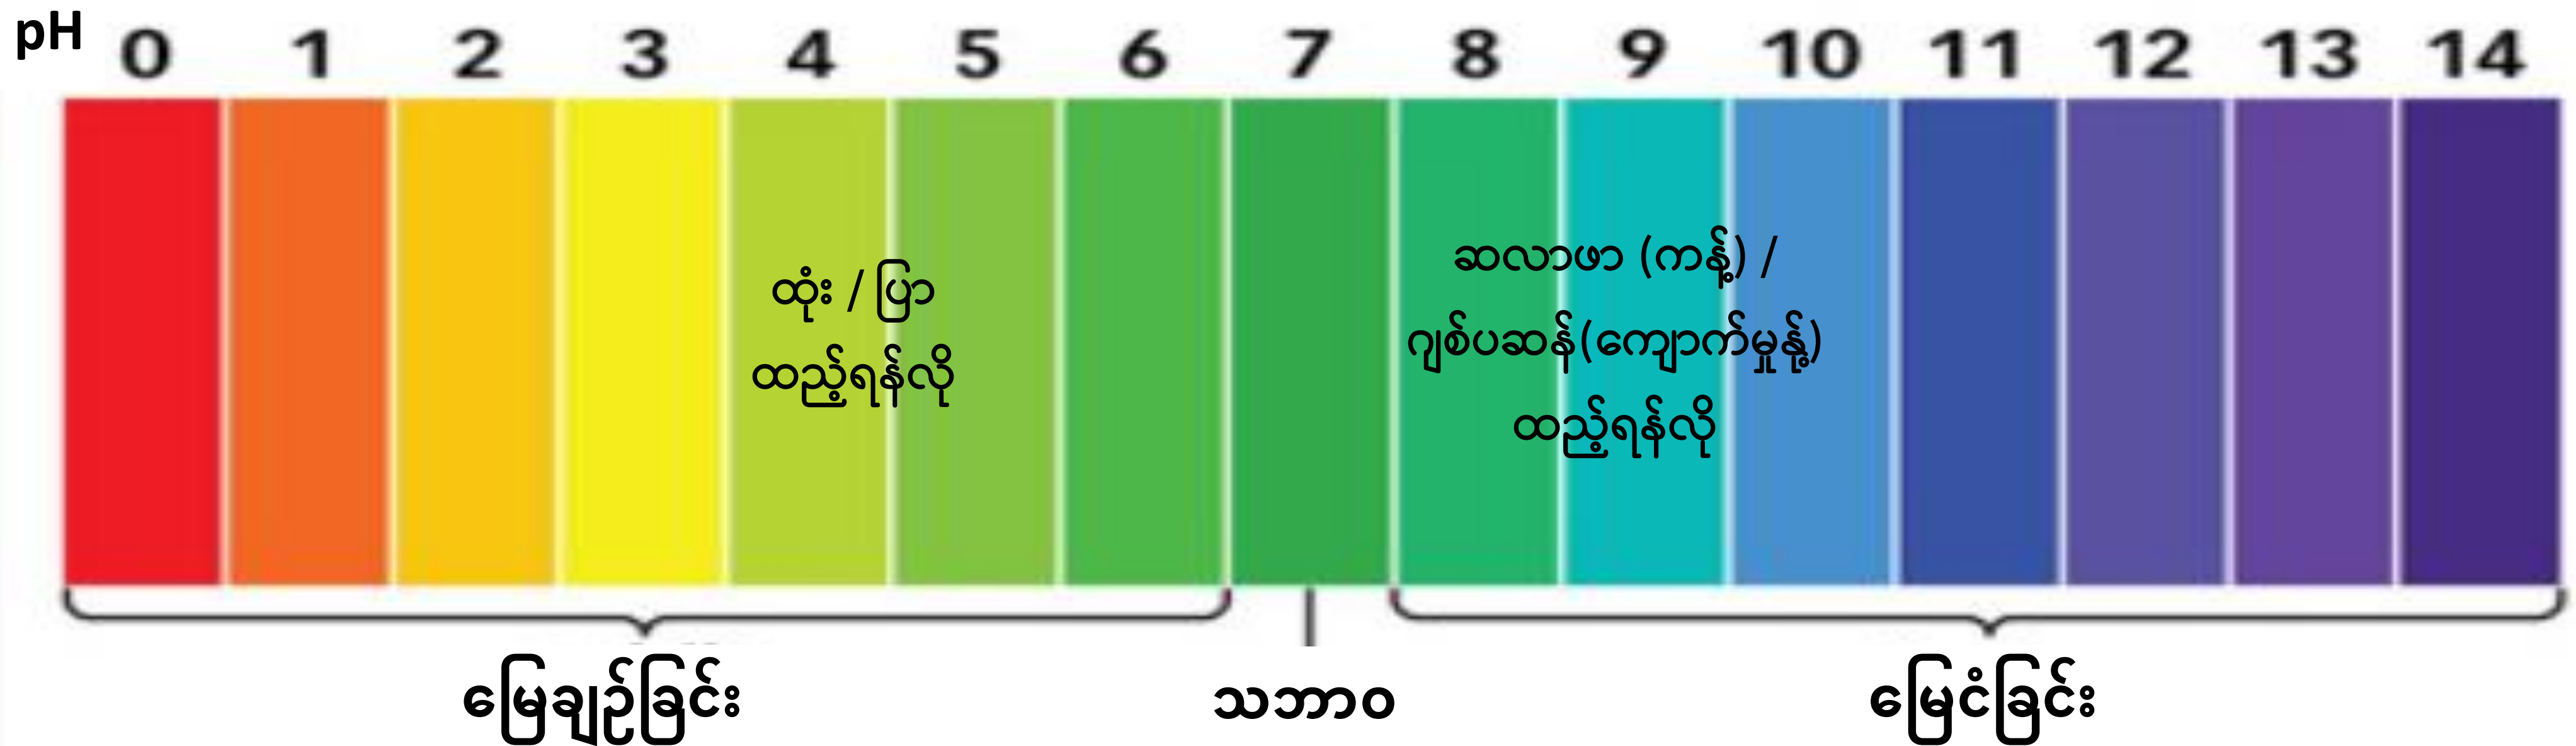 pH 0 1 2 3 4 5 6 7 8 9 10 11 12 13 14
ထုံး / ပြာ
ထည့်ရန်လို
ဆလာဖာ (ကန့်) /
ဂျစ်ပဆန်(ကျောက်မှုန့်)
ထည့်ရန်လို
မြေချဉ်ခြင်း သဘာဝ မြေငံခြင်း